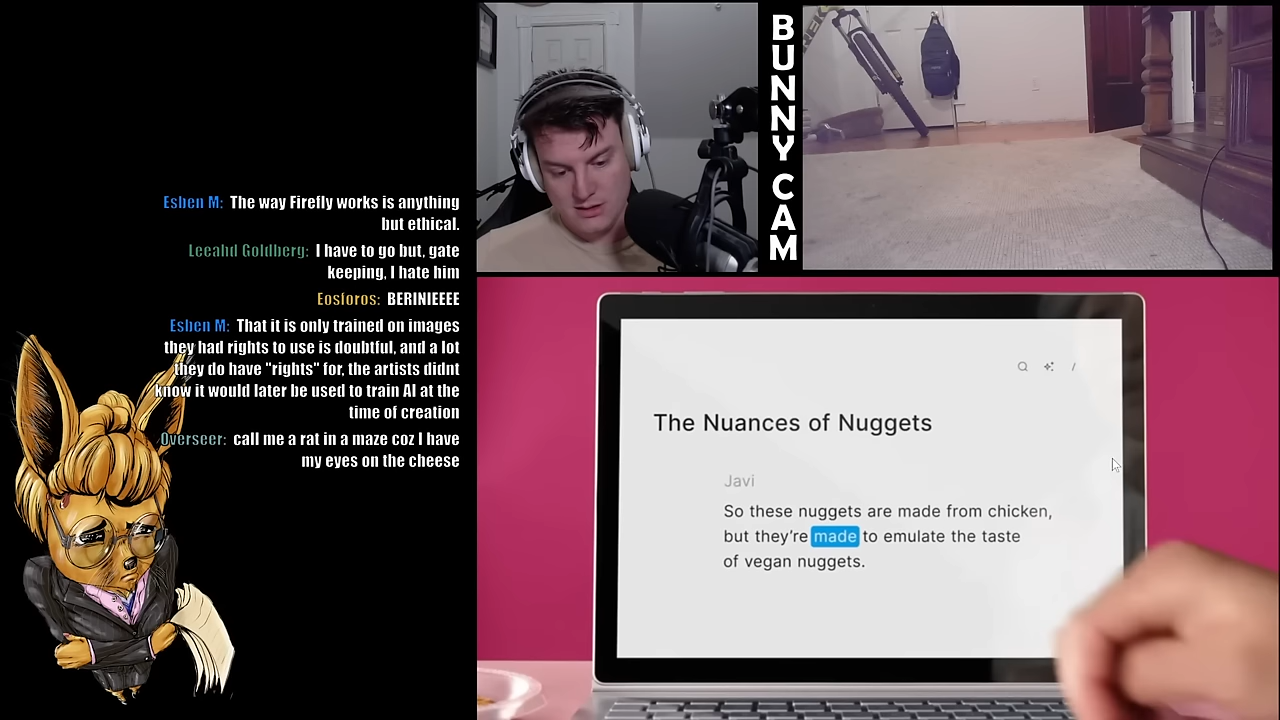 Esben M: The way Firefly works is anything
but ethical.
Leeahd Goldberg: I have to go but, gate
keeping, I hate him
Eosforos: BERINIEEEE
Esben M: That it is only trained on images
they had rights to use is doubtful, and a lot
they do have "rights" for, the artists didnt
know it would later be used to train AI at the
time of creation
Overseer: call me a rat in a maze coz I have
my eyes on the cheese
BUNNY CAM
The Nuances of Nuggets
Javi
So these nuggets are made from chicken,
but they're made to emulate the taste
of vegan nuggets.